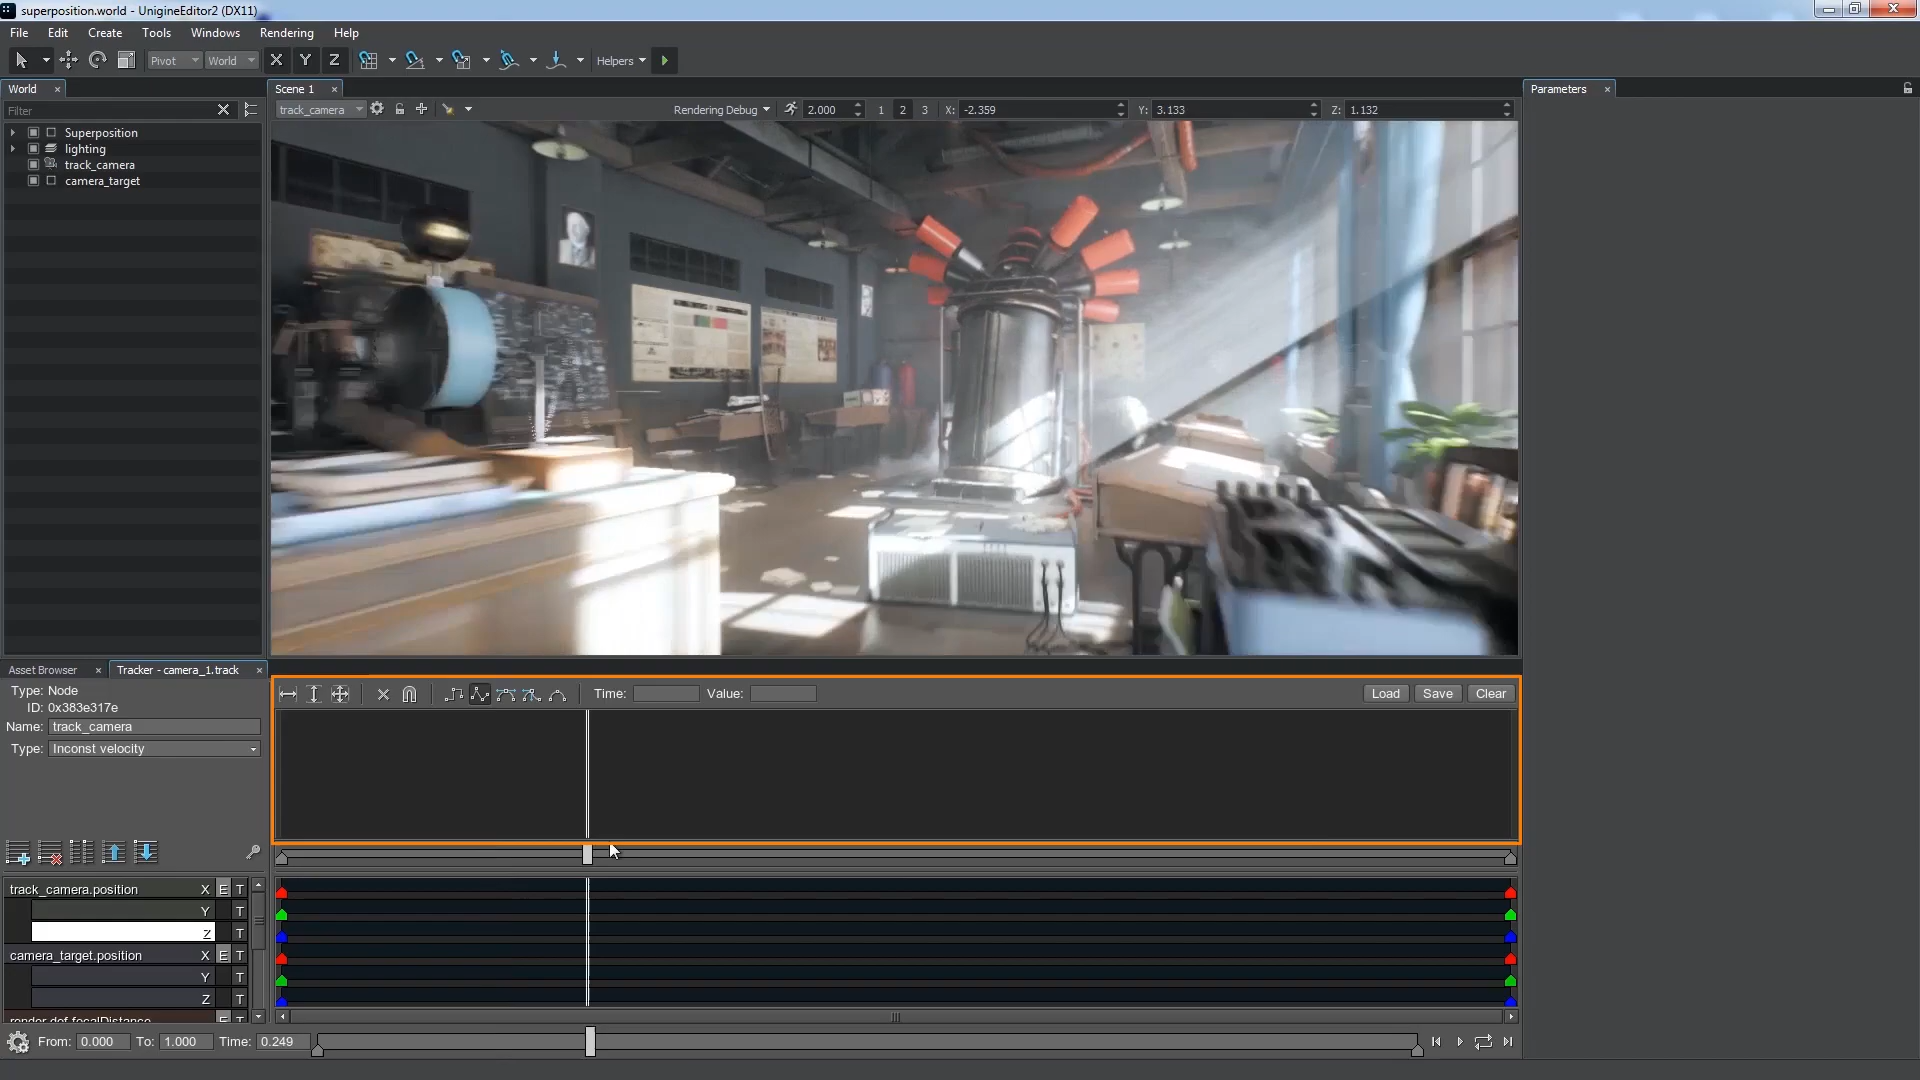 superposition.world - UnigineEditor2 (DX11)
File Edit Create Tools Windows Rendering Help
Pivot World X Y Z Helpers
World Scene 1 Parameters
Filter track_camera Rendering Debug 2.000 1 2 3 X: -2.359 Y: 3.133 Z: 1.132
Superposition
lighting
track_camera
camera_target
Asset Browser Tracker - camera_1.track
Type: Node
ID: 0x383e317e
Name: track_camera
Type: Inconst velocity
Time: Value: Load Save Clear
track_camera.position X E T
Y T
Z T
camera_target.position X E T
Y T
Z T
render def focalDistance E T
From: 0.000 To: 1.000 Time: 0.249